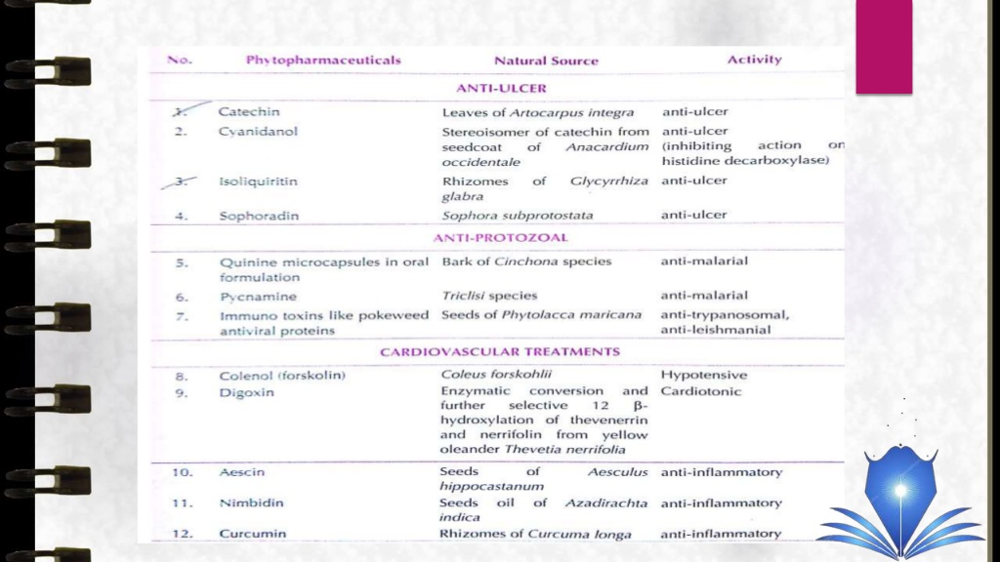 No. Phytopharmaceuticals Natural Source Activity
ANTI-ULCER
1. Catechin Leaves of Artocarpus integra anti-ulcer
2. Cyanidanol Stereoisomer of catechin from anti-ulcer
seedcoat of Anacardium (inhibiting action on
occidentale histidine decarboxylase)
3. Isoliquiritin Rhizomes of Glycyrrhiza anti-ulcer
glabra
4. Sophoradin Sophora subprotostata anti-ulcer
ANTI-PROTOZOAL
5. Quinine microcapsules in oral Bark of Cinchona species anti-malarial
formulation
6. Pycnamine Triclisi species anti-malarial
7. Immuno toxins like pokeweed Seeds of Phytolacca maricana anti-trypanosomal,
antiviral proteins anti-leishmanial
CARDIOVASCULAR TREATMENTS
8. Colenol (forskolin) Coleus forskohlii Hypotensive
9. Digoxin Enzymatic conversion and Cardiotonic
further selective 12 β-
hydroxylation of thevenerrin
and nerrifolin from yellow
oleander Thevetia nerrifolia
10. Aescin Seeds of Aesculus anti-inflammatory
hippocastanum
11. Nimbidin Seeds oil of Azadirachta anti-inflammatory
indica
12. Curcumin Rhizomes of Curcuma longa anti-inflammatory